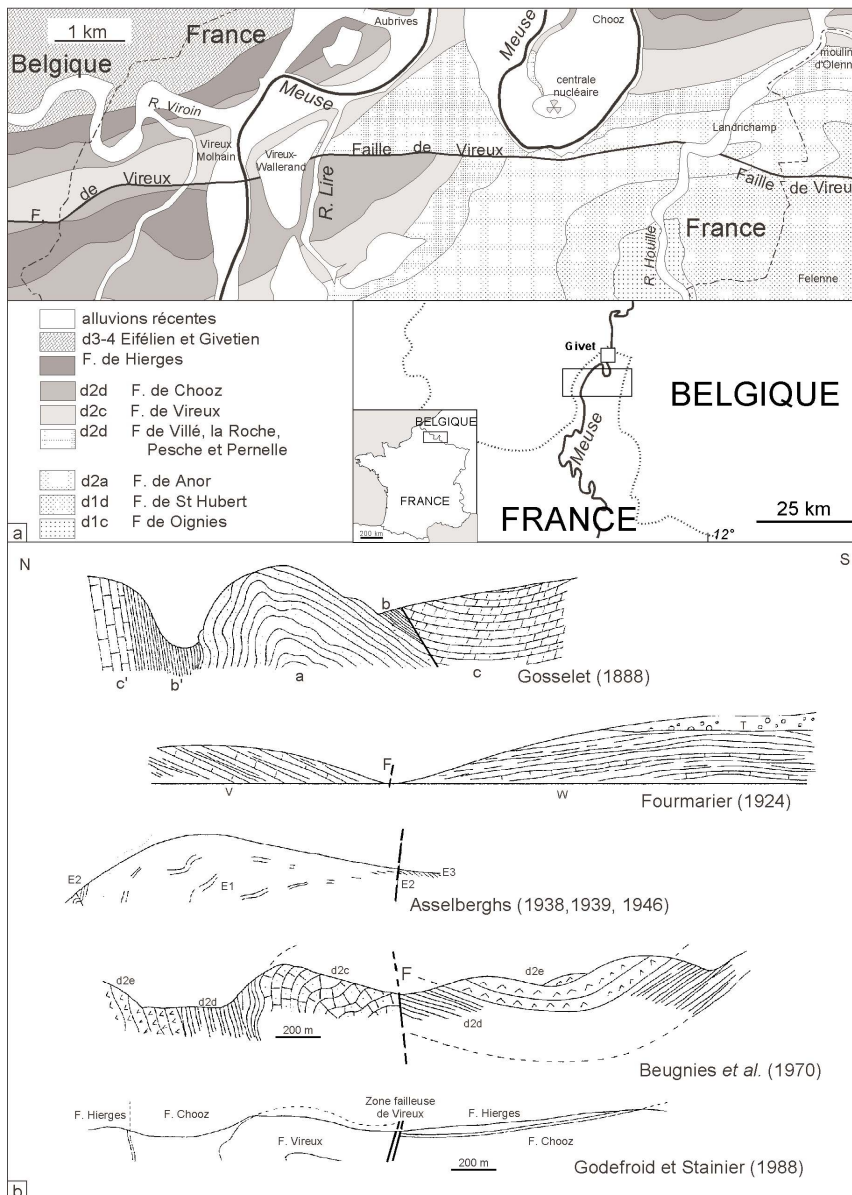 1 km
France
Aubrives
Meuse
Chooz
moulin
d'Olenne
Belgique
Meuse
centrale
nucléaire
R. Viroin
Landrichamp
Vireux
Molhain
Vireux-
Wallerand
Faille de Vireux
F. de Vireux
R. Lire
Faille de Vireu
France
R. Houille
Felenne
alluvions récentes
d3-4 Eifélien et Givetien
F. de Hierges
d2d F. de Chooz
d2c F. de Vireux
d2d F de Villé, la Roche,
Pesche et Pernelle
d2a F. de Anor
d1d F. de St Hubert
d1c F de Oignies
a
Givet
BELGIQUE
Meuse
BELGIQUE
FRANCE
200 km
FRANCE
25 km
12°
N S
b
c' b' a c
Gosselet (1888)
T
F
V W
Fourmarier (1924)
E2 E1 E2 E3
Asselberghs (1938,1939, 1946)
d2e d2d d2c F d2e
d2d
200 m
Beugnies et al. (1970)
F. Hierges F. Chooz Zone failleuse
de Vireux F. Hierges
F. Vireux F. Chooz
200 m
Godefroid et Stainier (1988)
b